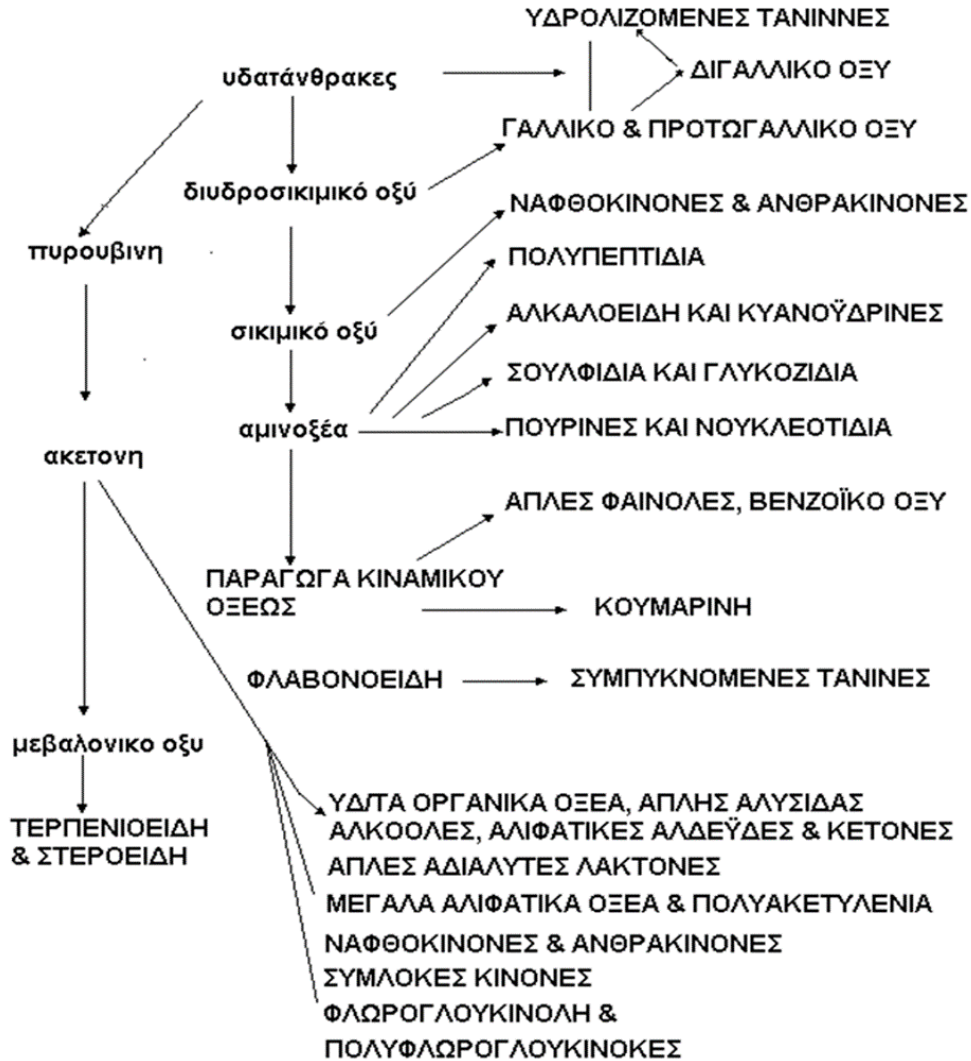 ΥΔΡΟΛΙΖΟΜΕΝΕΣ ΤΑΝΙΝΝΕΣ
υδατάνθρακες
ΔΙΓΑΛΛΙΚΟ ΟΞΥ
ΓΑΛΛΙΚΟ & ΠΡΟΤΩΓΑΛΛΙΚΟ ΟΞΥ
διυδροσικιμικό οξύ
ΝΑΦΘΟΚΙΝΟΝΕΣ & ΑΝΘΡΑΚΙΝΟΝΕΣ
πυρουβινη
ΠΟΛΥΠΕΠΤΙΔΙΑ
ΑΛΚΑΛΟΕΙΔΗ ΚΑΙ ΚΥΑΝΟΫΔΡΙΝΕΣ
σικιμικό οξύ
ΣΟΥΛΦΙΔΙΑ ΚΑΙ ΓΛΥΚΟΖΙΔΙΑ
αμινοξέα
ΠΟΥΡΙΝΕΣ ΚΑΙ ΝΟΥΚΛΕΟΤΙΔΙΑ
ακετονη
ΑΠΛΕΣ ΦΑΙΝΟΛΕΣ, ΒΕΝΖΟΪΚΟ ΟΞΥ
ΠΑΡΑΓΩΓΑ ΚΙΝΑΜΙΚΟΥ
ΟΞΕΩΣ
ΚΟΥΜΑΡΙΝΗ
ΦΛΑΒΟΝΟΕΙΔΗ
ΣΥΜΠΥΚΝΟΜΕΝΕΣ ΤΑΝΙΝΕΣ
μεβαλονικο οξυ
ΤΕΡΠΕΝΙΟΕΙΔΗ
& ΣΤΕΡΟΕΙΔΗ
ΥΔ/ΤΑ ΟΡΓΑΝΙΚΑ ΟΞΕΑ, ΑΠΛΗΣ ΑΛΥΣΙΔΑΣ
ΑΛΚΟΟΛΕΣ, ΑΛΙΦΑΤΙΚΕΣ ΑΛΔΕΫΔΕΣ & ΚΕΤΟΝΕΣ
ΑΠΛΕΣ ΑΔΙΑΛΥΤΕΣ ΛΑΚΤΟΝΕΣ
ΜΕΓΑΛΑ ΑΛΙΦΑΤΙΚΑ ΟΞΕΑ & ΠΟΛΥΑΚΕΤΥΛΕΝΙΑ
ΝΑΦΘΟΚΙΝΟΝΕΣ & ΑΝΘΡΑΚΙΝΟΝΕΣ
ΣΥΜΛΟΚΕΣ ΚΙΝΟΝΕΣ
ΦΛΩΡΟΓΛΟΥΚΙΝΟΛΗ &
ΠΟΛΥΦΛΩΡΟΓΛΟΥΚΙΝΟΚΕΣ